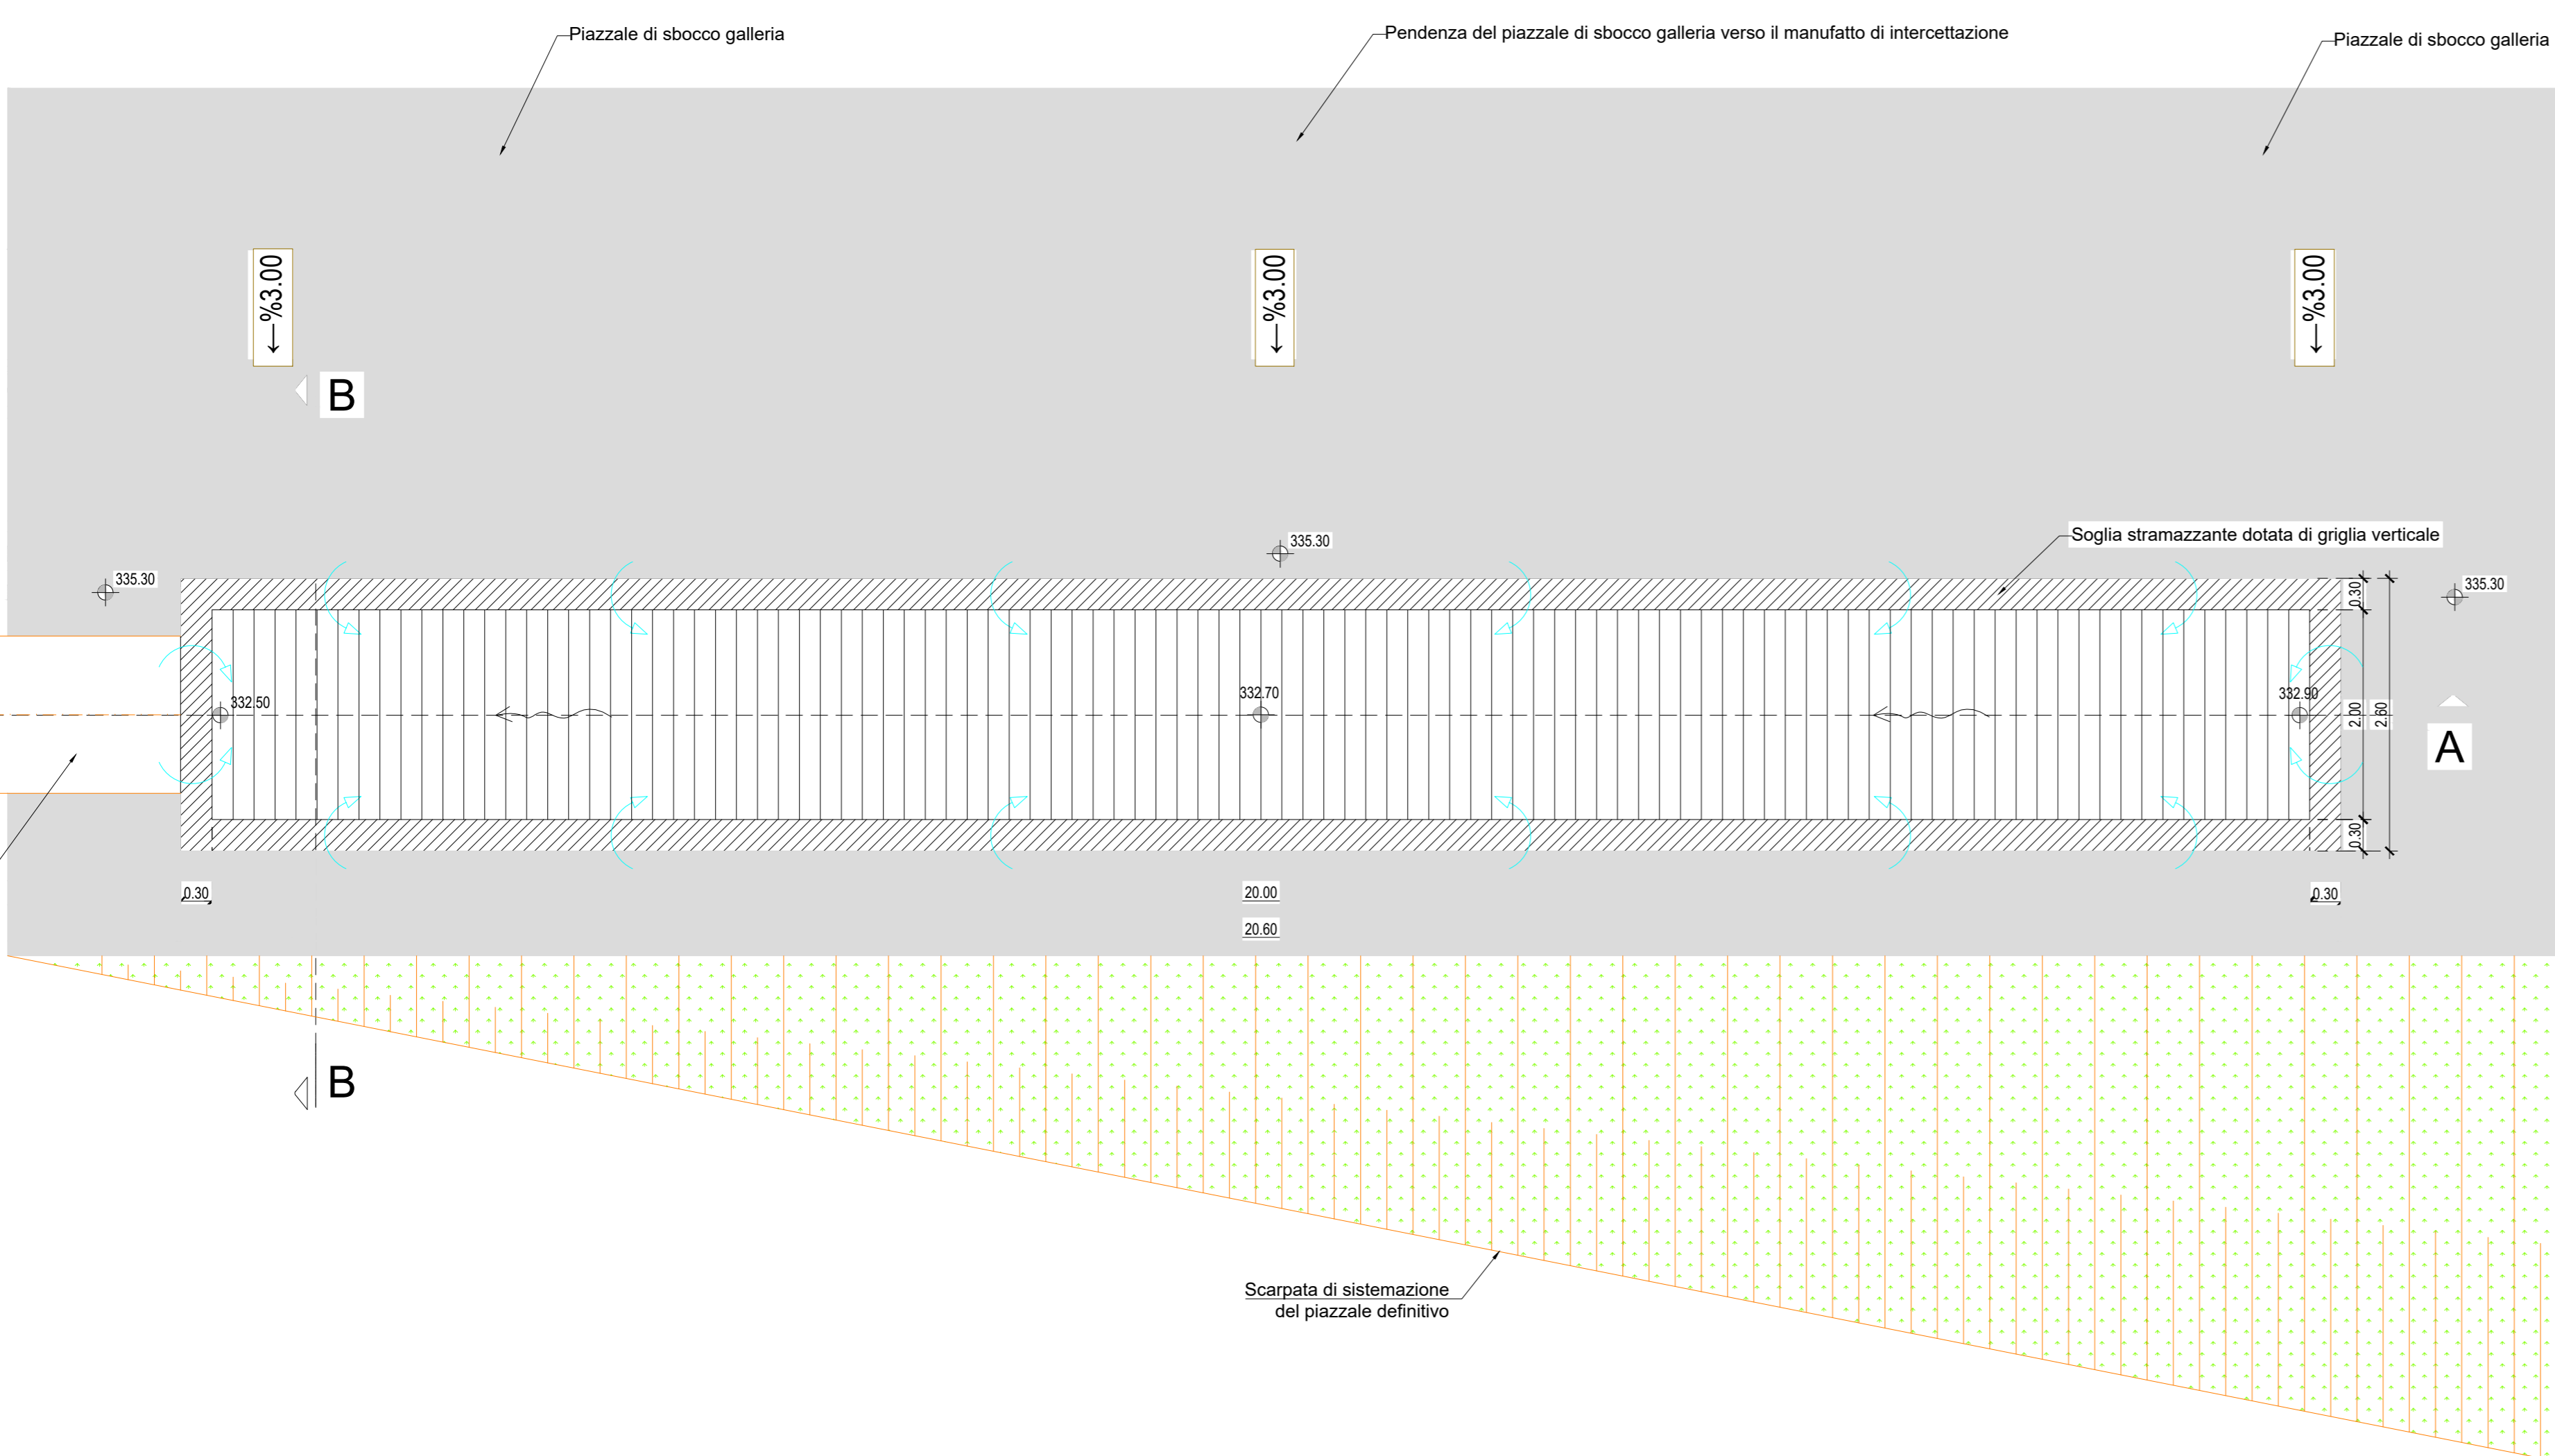 Piazzale di sbocco galleria
Pendenza del piazzale di sbocco galleria verso il manufatto di intercettazione
Piazzale di sbocco galleria
%3.00
%3.00
%3.00
B
Soglia stramazzante dotata di griglia verticale
335.30
335.30
335.30
0.30
332.50
332.70
332.90
2.00
2.60
A
0.30
0.30
20.00
0.30
20.60
B
Scarpata di sistemazione
del piazzale definitivo